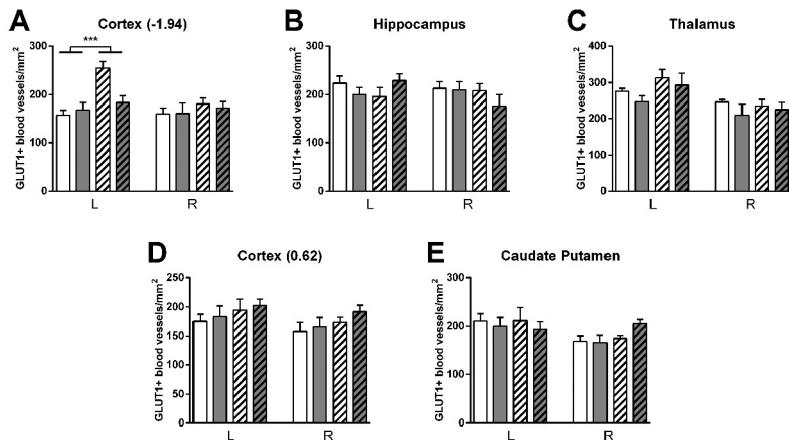 A
Cortex (-1.94)
GLUT1+ blood vessels/mm²
300
200
100
0
***
L
R
B
Hippocampus
GLUT1+ blood vessels/mm²
300
200
100
0
L
R
C
Thalamus
GLUT1+ blood vessels/mm²
400
300
200
100
0
L
R
D
Cortex (0.62)
GLUT1+ blood vessels/mm²
250
200
150
100
50
0
L
R
E
Caudate Putamen
GLUT1+ blood vessels/mm²
300
200
100
0
L
R